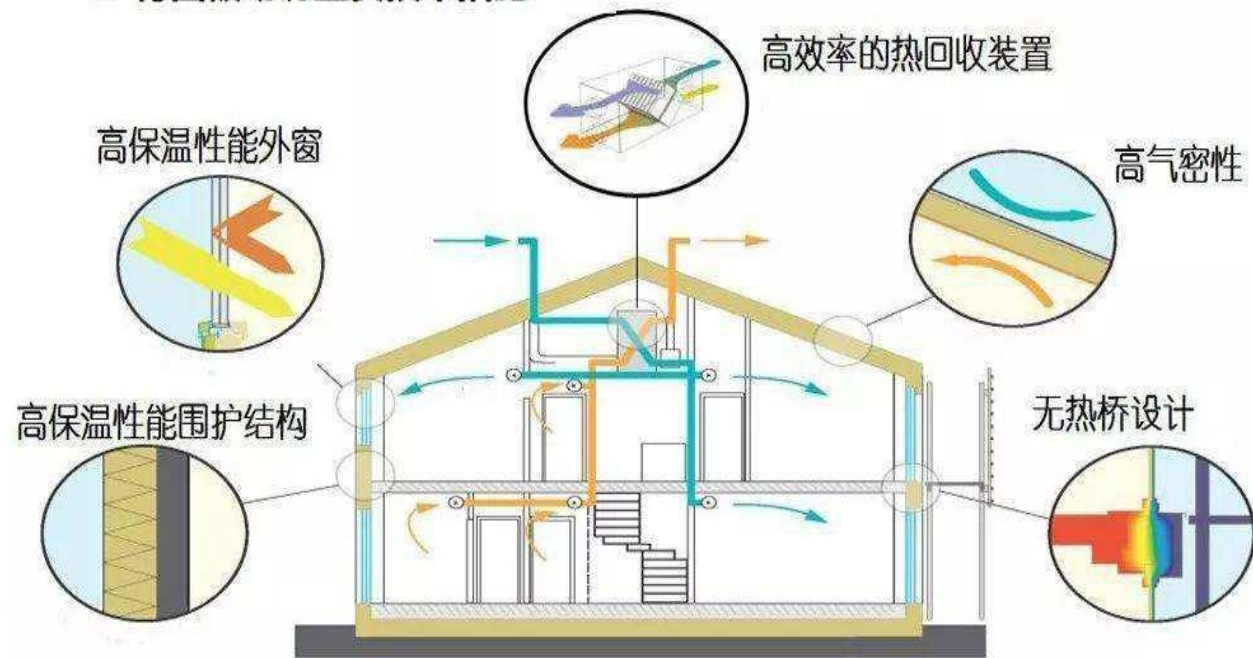 高效率的热回收装置
高保温性能外窗
高气密性
高保温性能围护结构
无热桥设计